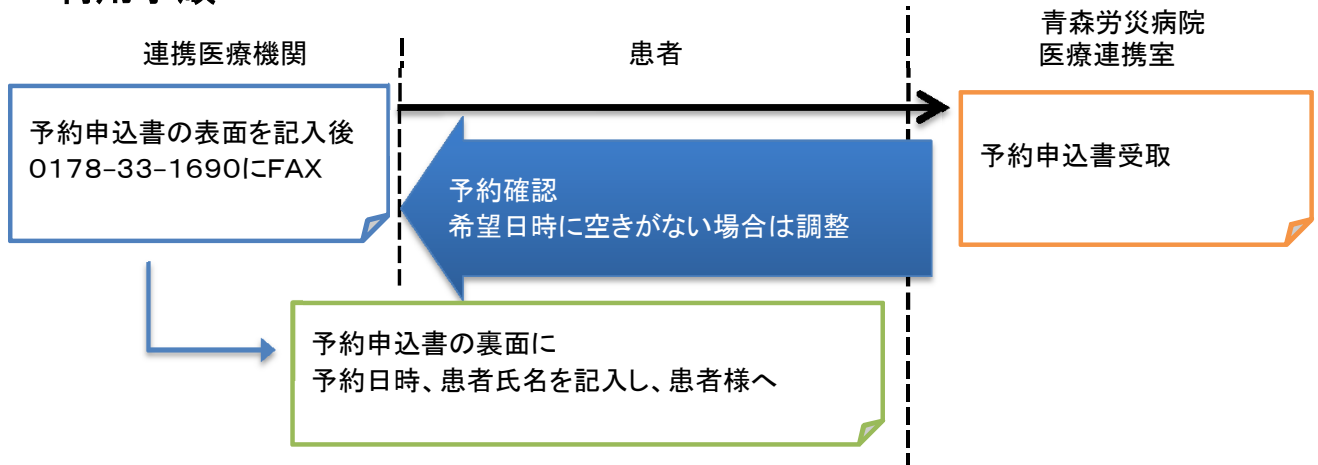 連携医療機関
患者
青森労災病院
医療連携室
予約申込書の表面を記入後
0178-33-1690にFAX
予約申込書受取
予約確認
希望日時に空きがない場合は調整
予約申込書の裏面に
予約日時、患者氏名を記入し、患者様へ